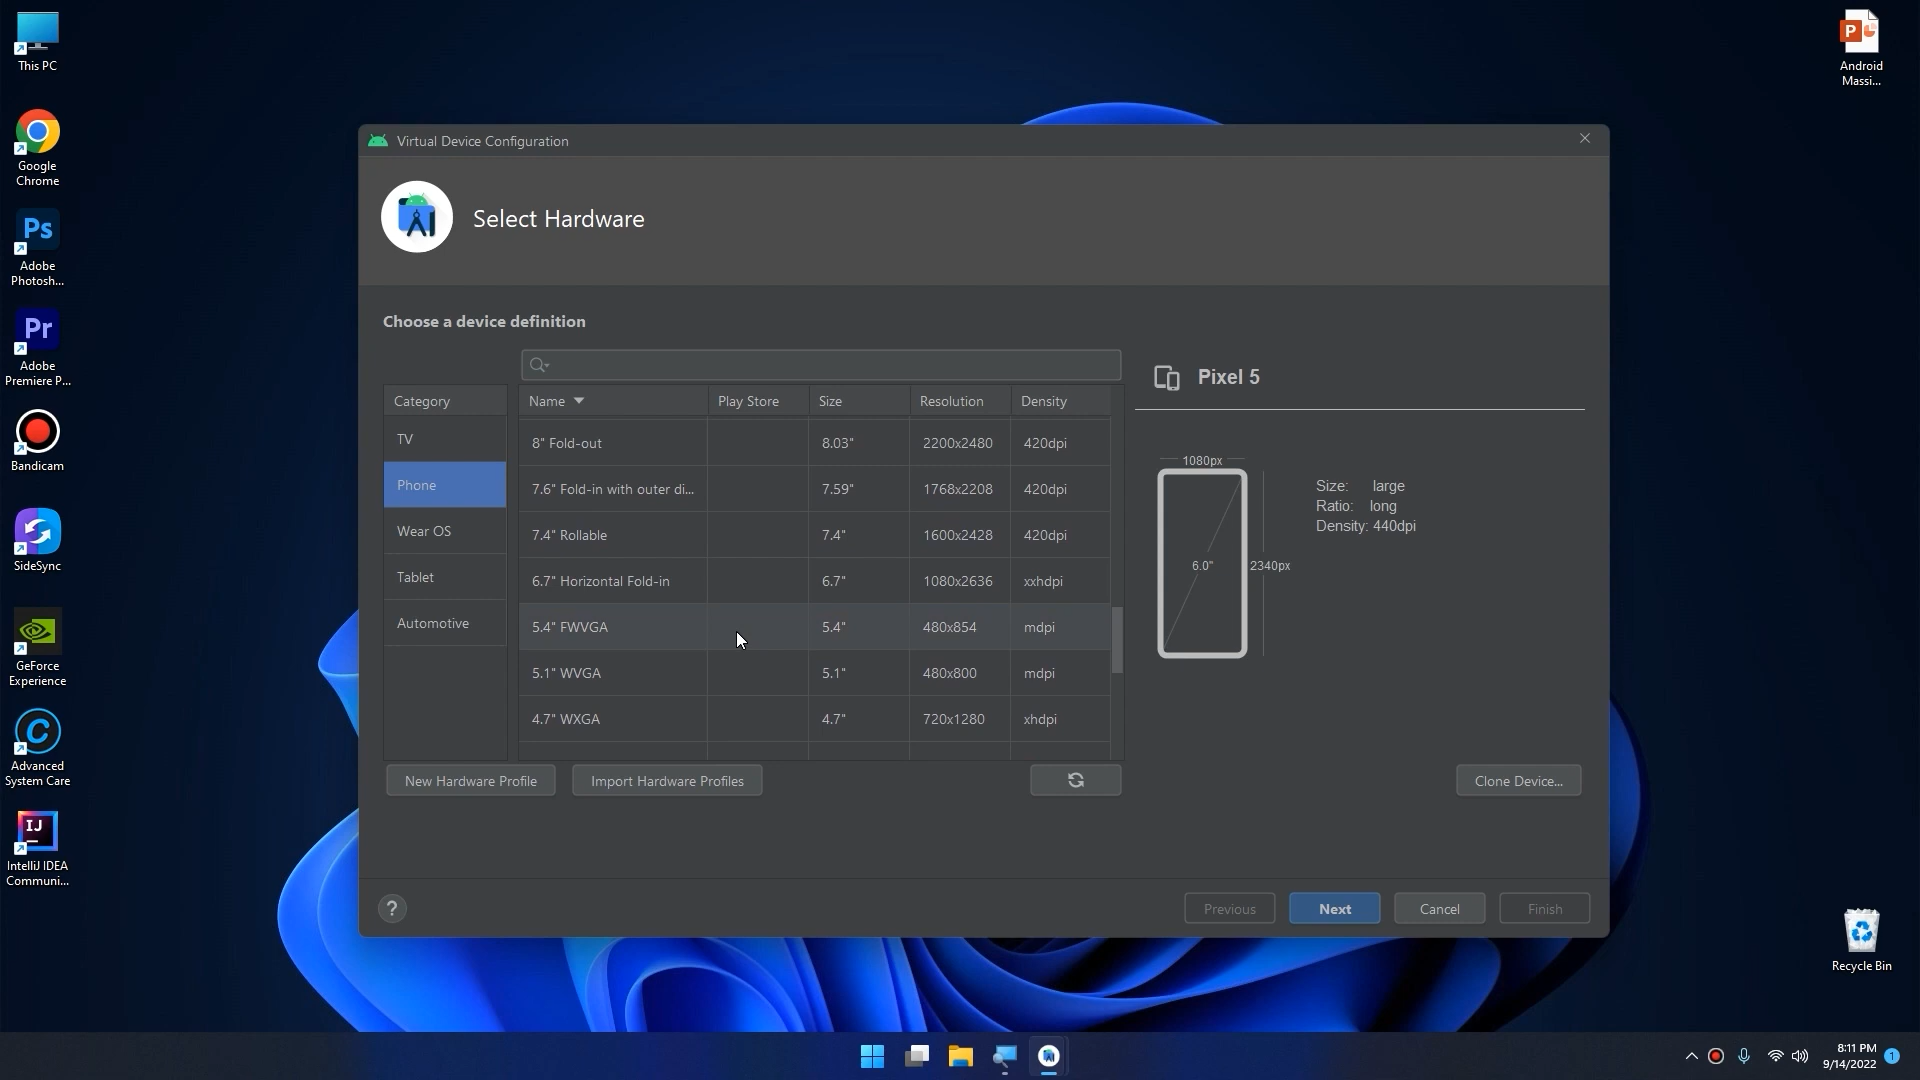 This PC
Google
Chrome
Ps
Adobe
Photosh...
Pr
Adobe
Premiere P...
Bandicam
SideSync
GeForce
Experience
C
Advanced
System Care
IJ
IntelliJ IDEA
Communi...
P
Android
Massi...
Recycle Bin
Virtual Device Configuration
Select Hardware
Choose a device definition
Category
TV
Phone
Wear OS
Tablet
Automotive
Name Play Store Size Resolution Density
8" Fold-out 8.03" 2200x2480 420dpi
7.6" Fold-in with outer di... 7.59" 1768x2208 420dpi
7.4" Rollable 7.4" 1600x2428 420dpi
6.7" Horizontal Fold-in 6.7" 1080x2636 xxhdpi
5.4" FWVGA 5.4" 480x854 mdpi
5.1" WVGA 5.1" 480x800 mdpi
4.7" WXGA 4.7" 720x1280 xhdpi
New Hardware Profile Import Hardware Profiles
Pixel 5
1080px
6.0"
2340px
Size: large
Ratio: long
Density: 440dpi
Clone Device...
? Previous Next Cancel Finish
8:11 PM
9/14/2022
1